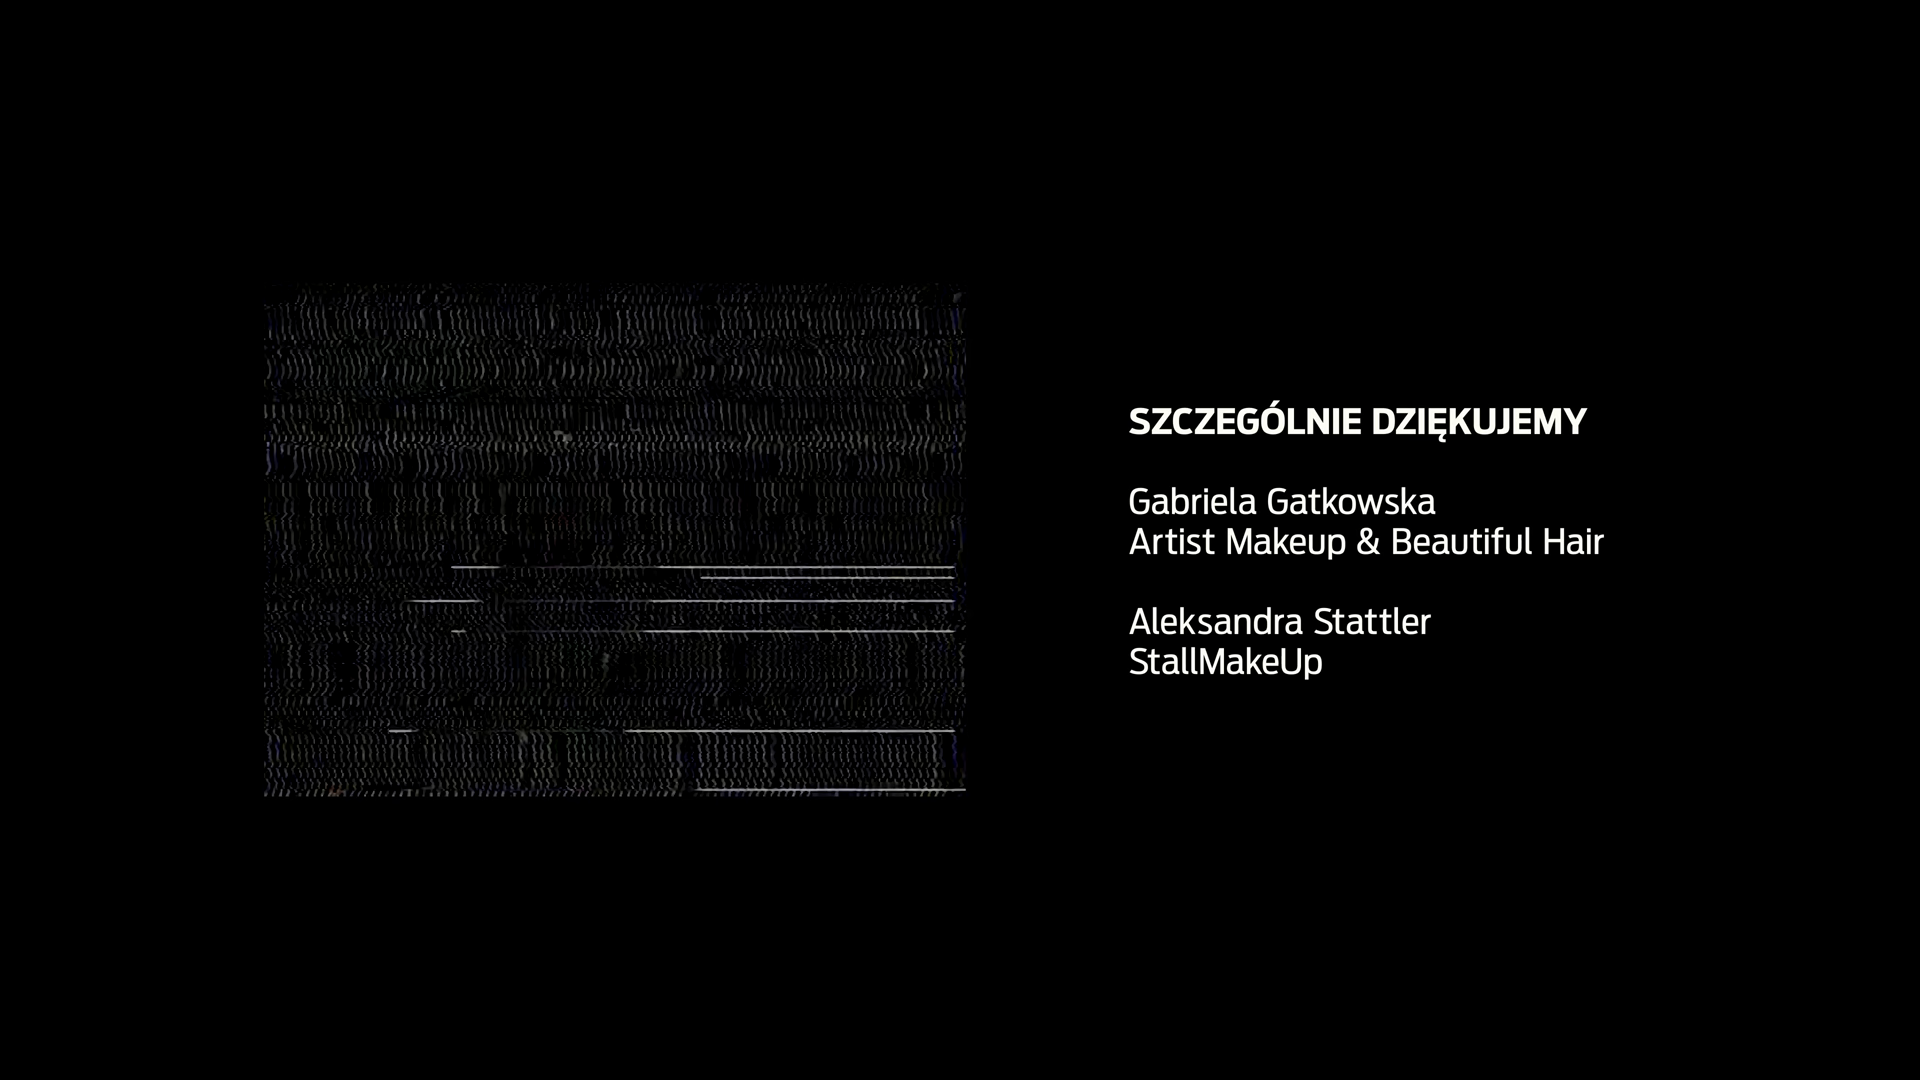 SZCZEGÓLNIE DZIĘKUJEMY
Gabriela Gatkowska
Artist Makeup & Beautiful Hair
Aleksandra Stattler
StallMakeUp